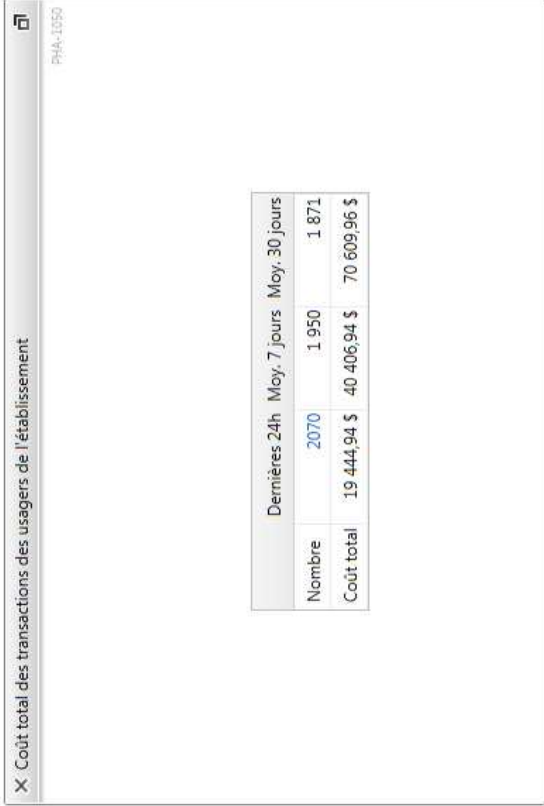 Coût total des transactions des usagers de l'établissement
PHA-1050
Dernières 24h Moy. 7 jours Moy. 30 jours
Nombre 2070 1 950 1 871
Coût total 19 444,94 $ 40 406,94 $ 70 609,96 $